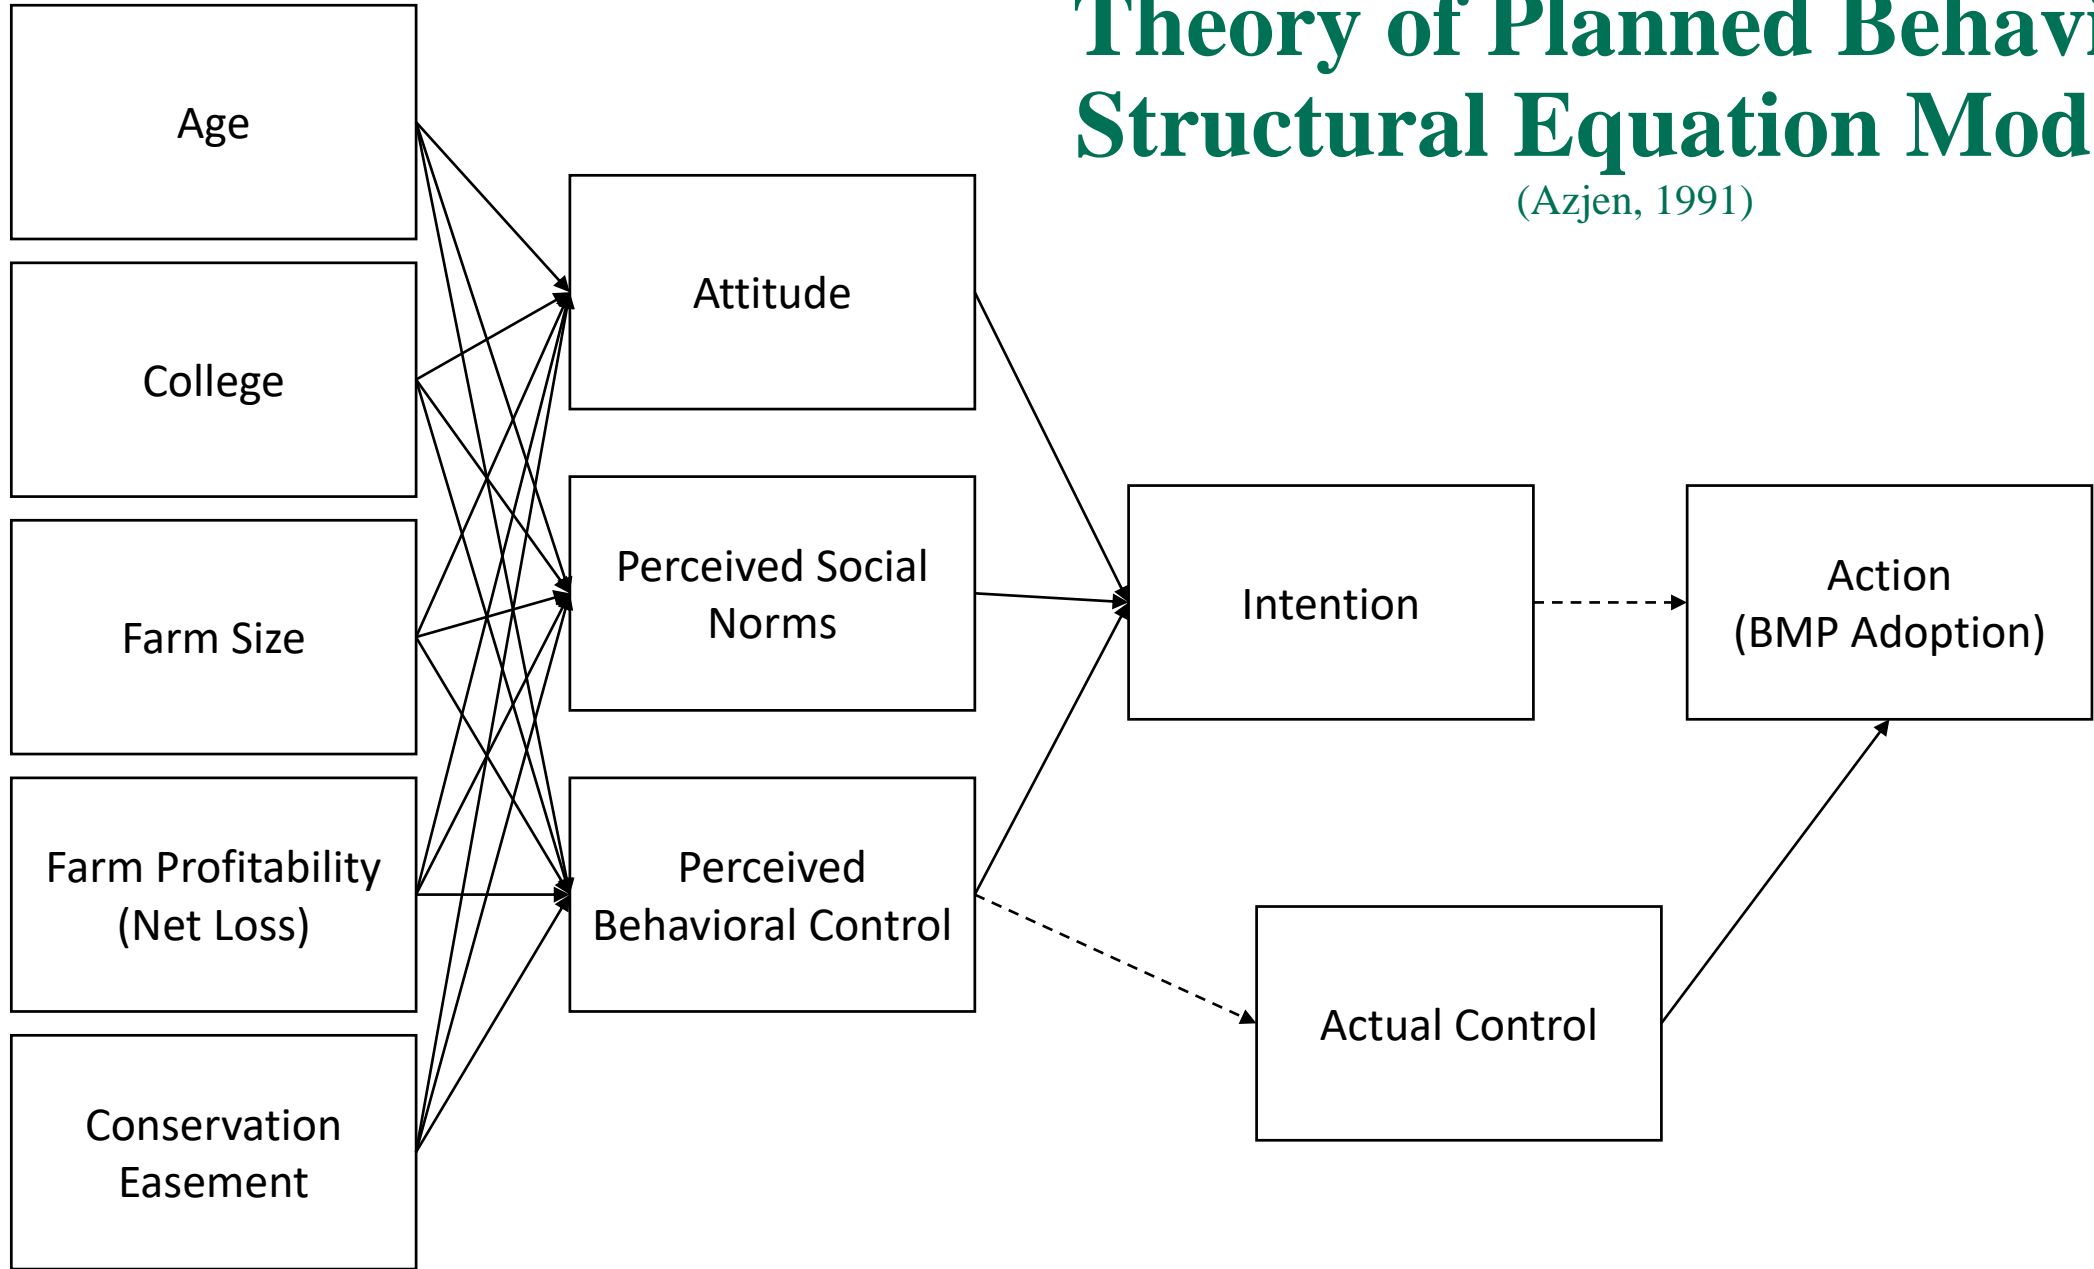 Theory of Planned Behavi
Structural Equation Mod
(Azjen, 1991)
Age
College
Farm Size
Farm Profitability
(Net Loss)
Conservation
Easement
Attitude
Perceived Social
Norms
Perceived
Behavioral Control
Intention
Actual Control
Action
(BMP Adoption)